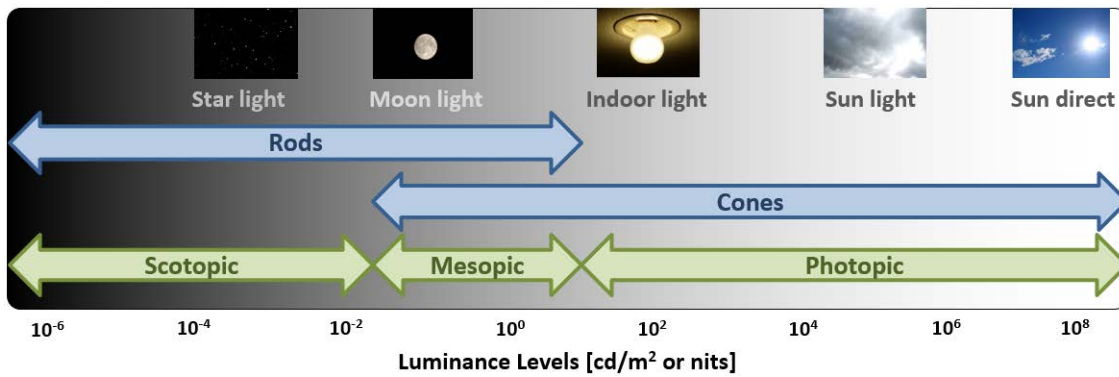 Star light Moon light Indoor light Sun light Sun direct
Rods
Cones
Scotopic Mesopic Photopic
10⁻⁶ 10⁻⁴ 10⁻² 10⁰ 10² 10⁴ 10⁶ 10⁸
Luminance Levels [cd/m² or nits]